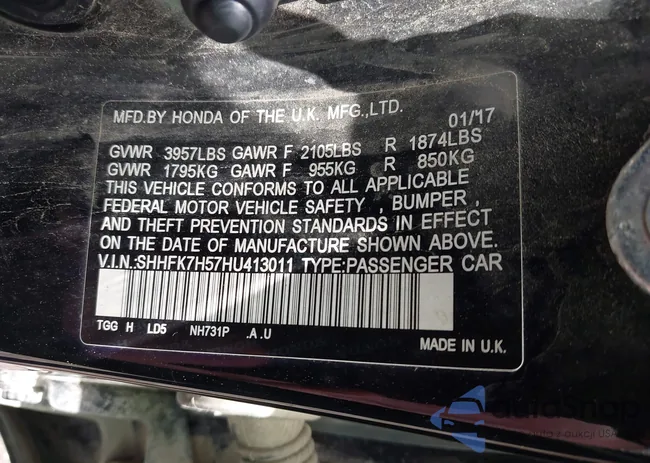 MFD.BY HONDA OF THE U.K. MFG.,LTD. 01/17
GVWR 3957LBS GAWR F 2105LBS R 1874LBS
GVWR 1795KG GAWR F 955KG R 850KG
THIS VEHICLE CONFORMS TO ALL APPLICABLE
FEDERAL MOTOR VEHICLE SAFETY , BUMPER ,
AND THEFT PREVENTION STANDARDS IN EFFECT
ON THE DATE OF MANUFACTURE SHOWN ABOVE.
V.I.N.:SHHFK7H57HU413011 TYPE:PASSENGER CAR
TGG H LD5 NH731P .A.U
MADE IN U.K.